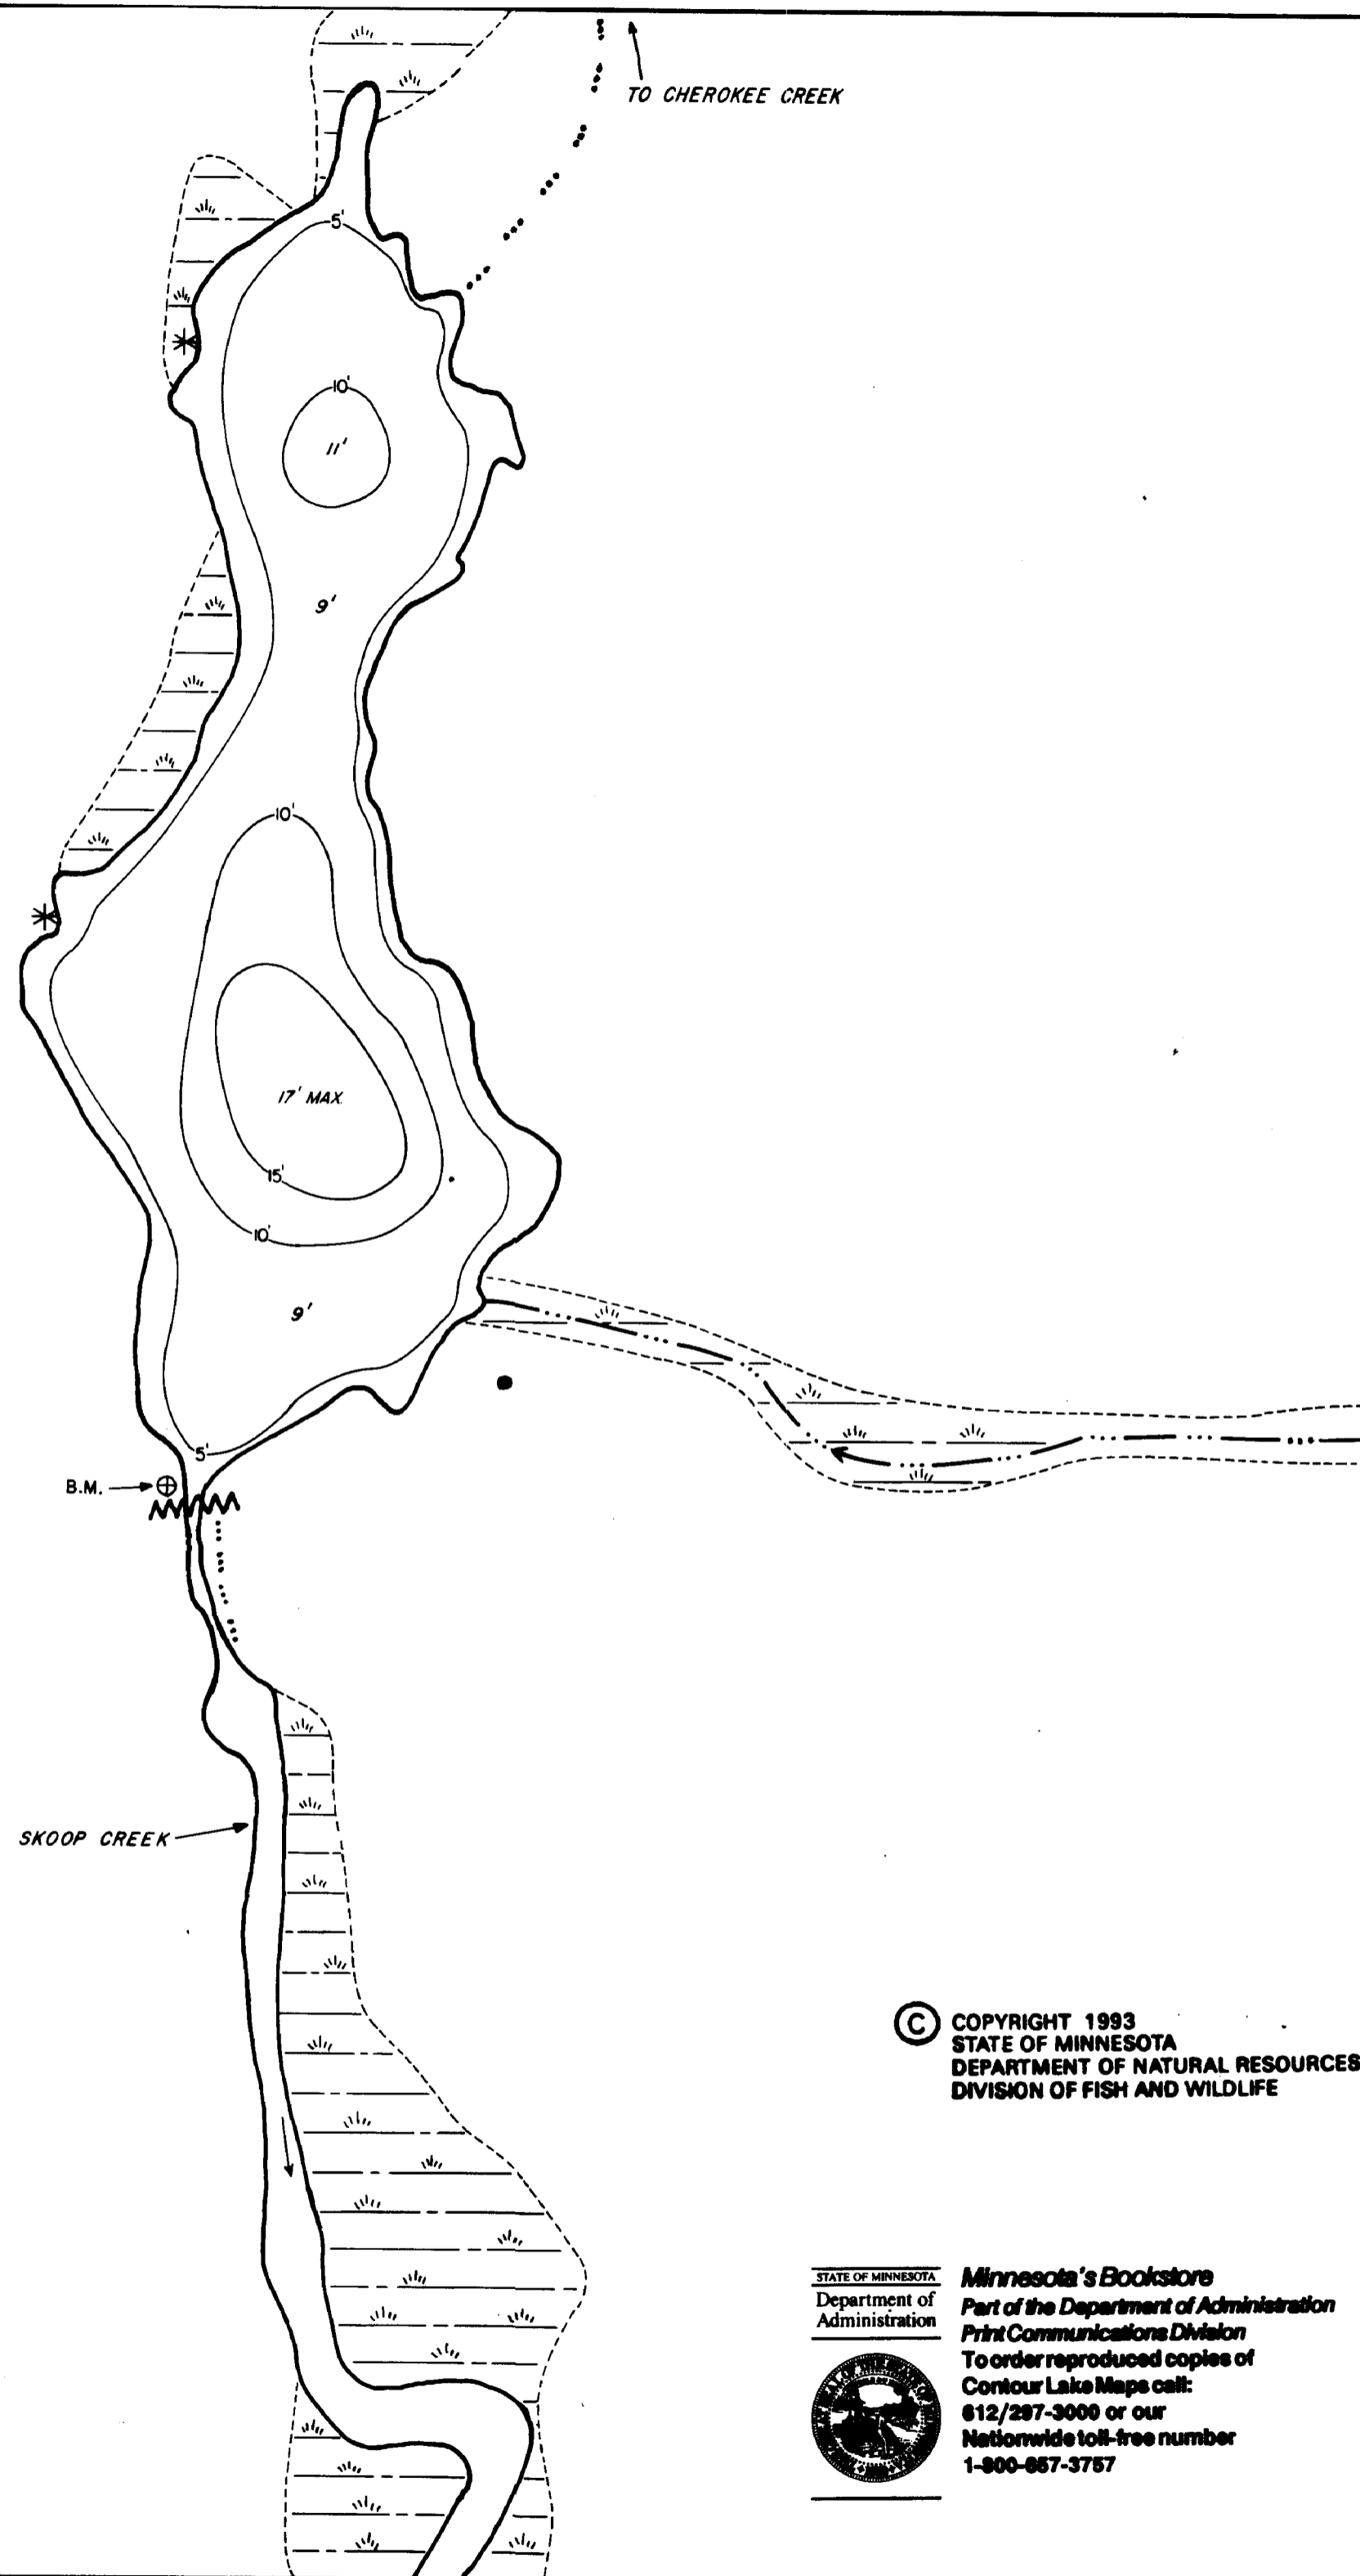 TO CHEROKEE CREEK
5'
10'
11'
9'
10'
17' MAX.
15'
10'
9'
5'
B.M.
SKOOP CREEK
© COPYRIGHT 1993
STATE OF MINNESOTA
DEPARTMENT OF NATURAL RESOURCES
DIVISION OF FISH AND WILDLIFE
STATE OF MINNESOTA
Department of
Administration
Minnesota's Bookstore
Part of the Department of Administration
Print Communications Division
To order reproduced copies of
Contour Lake Maps call:
612/297-3000 or our
Nationwide toll-free number
1-800-657-3757